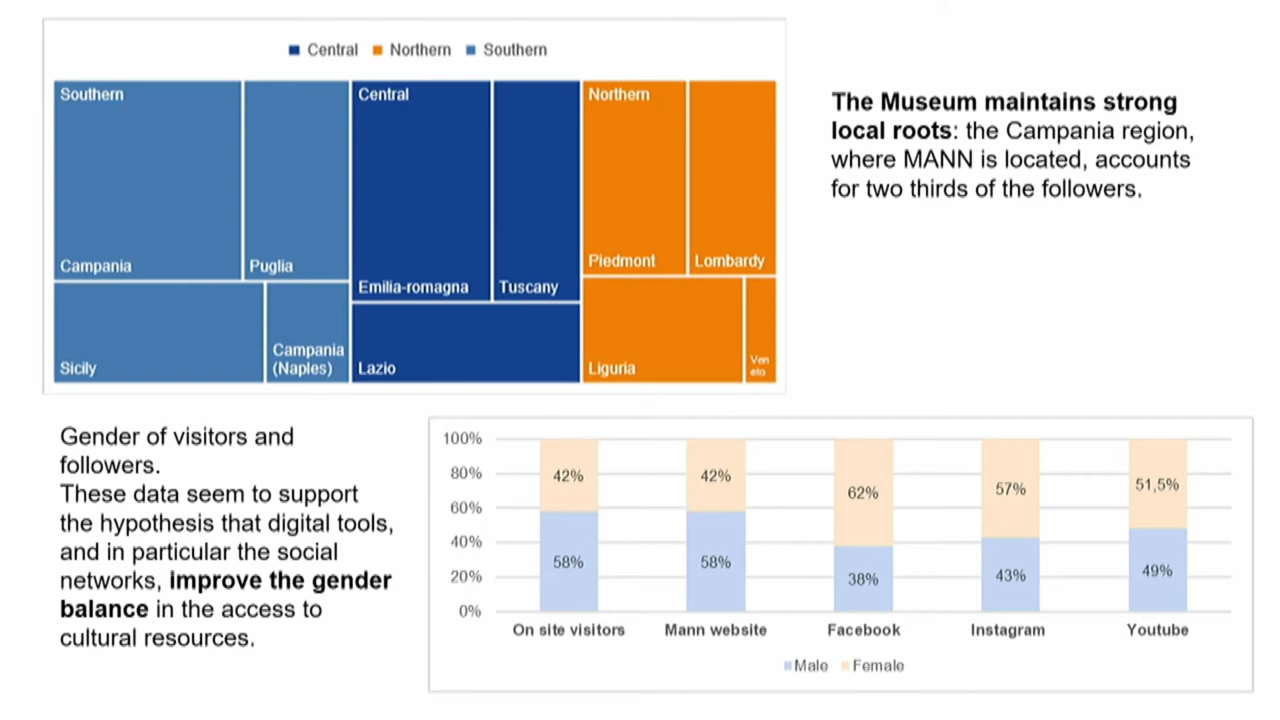 Central Northern Southern
Southern
Campania
Puglia
Sicily
Campania
(Naples)
Central
Emilia-romagna
Tuscany
Lazio
Northern
Piedmont
Lombardy
Liguria
Ven
eto
The Museum maintains strong
local roots: the Campania region,
where MANN is located, accounts
for two thirds of the followers.
Gender of visitors and
followers.
These data seem to support
the hypothesis that digital tools,
and in particular the social
networks, improve the gender
balance in the access to
cultural resources.
100%
80%
60%
40%
20%
0%
42% 42% 62% 57% 51,5%
58% 58% 38% 43% 49%
On site visitors Mann website Facebook Instagram Youtube
Male Female